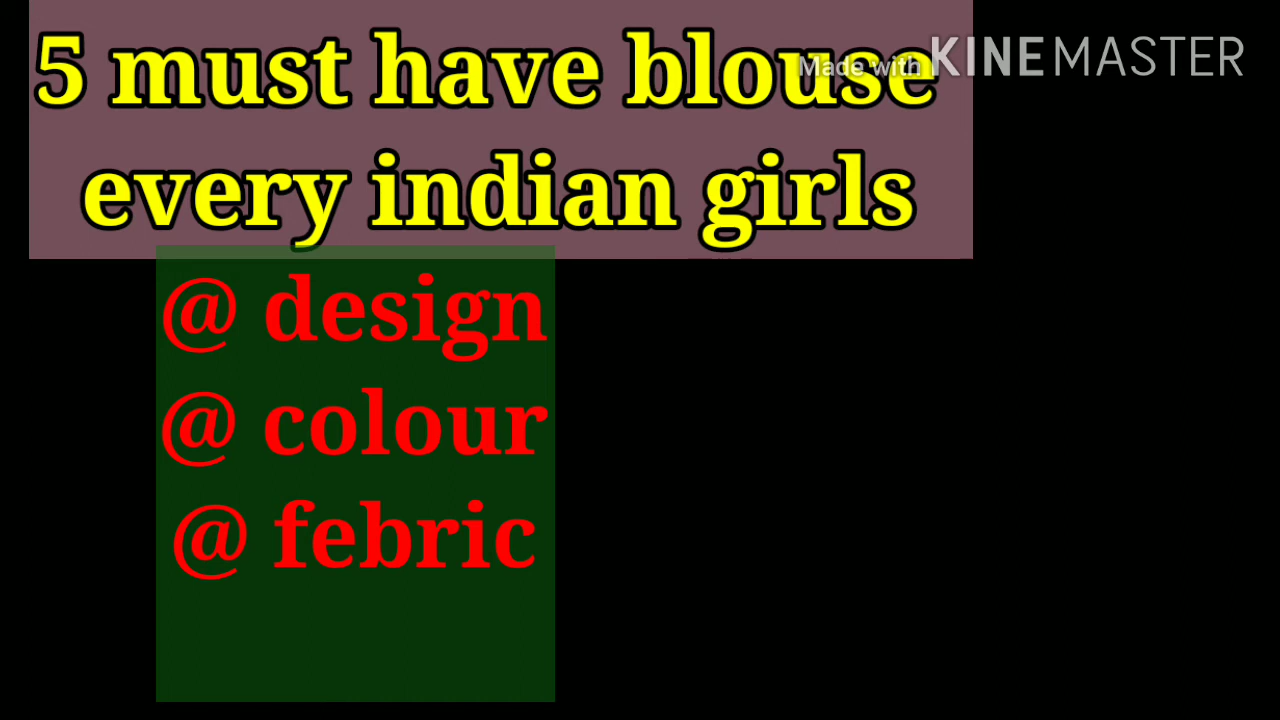 5 must have blouse
every indian girls
Made with KINEMASTER
@ design
@ colour
@ febric